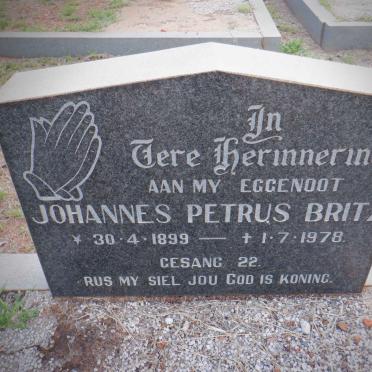 In
Tere Herinnering
AAN MY EGGENOOT
JOHANNES PETRUS BRITZ
* 30·4·1899 — † 1·7·1978.
GESANG 22.
RUS MY SIEL JOU GOD IS KONING.